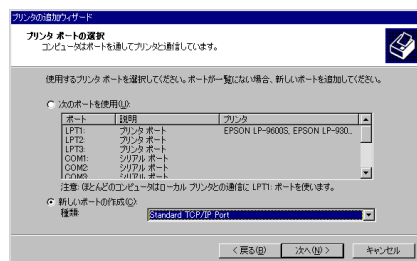 プリンタの追加ウィザード
プリンタ ポートの選択
コンピュータはポートを通してプリンタと通信しています。
使用するプリンタ ポートを選択してください。ポートが一覧にない場合、新しいポートを追加してください。
次のポートを使用(U):
ポート 説明 プリンタ
LPT1: プリンタ ポート EPSON LP-9600S, EPSON LP-930...
LPT2: プリンタ ポート
LPT3: プリンタ ポート
COM1: シリアル ポート
COM2: シリアル ポート
COM3: シリアル ポート
注意: ほとんどのコンピュータはローカル プリンタとの通信に LPT1: ポートを使います。
新しいポートの作成(C):
種類: Standard TCP/IP Port
< 戻る(B) 次へ(N) > キャンセル